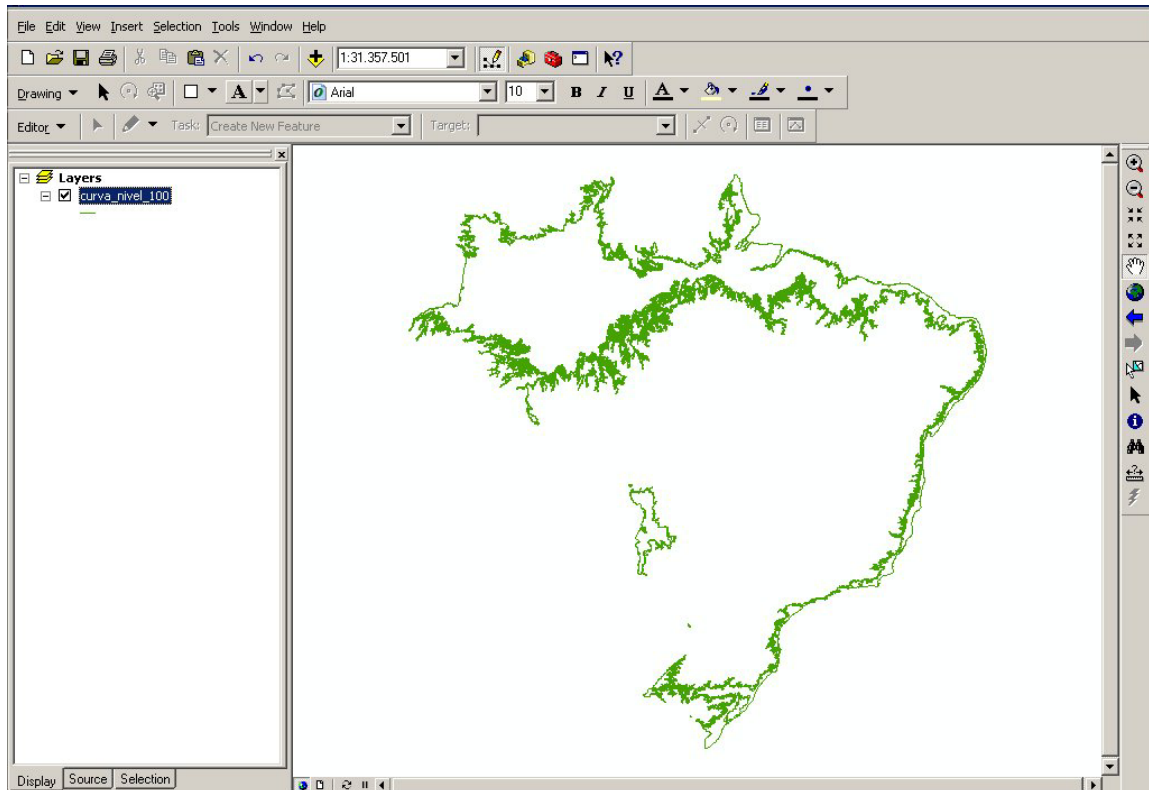 File Edit View Insert Selection Tools Window Help
1:31.357.501
Drawing A Arial 10 B I U A
Editor Task: Create New Feature Target:
Layers
curva_nivel_100
Display Source Selection